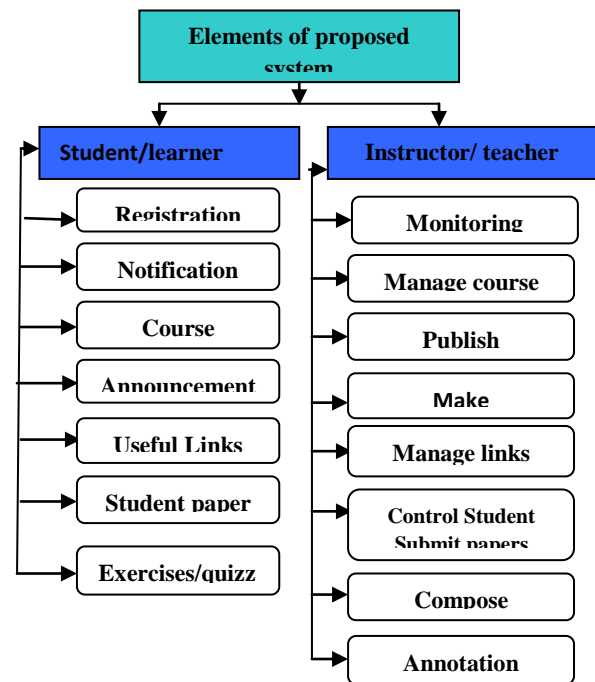 Elements of proposed
system
Student/learner
Registration
Notification
Course
Announcement
Useful Links
Student paper
Exercises/quizz
Instructor/ teacher
Monitoring
Manage course
Publish
Make
Manage links
Control Student
Submit papers
Compose
Annotation